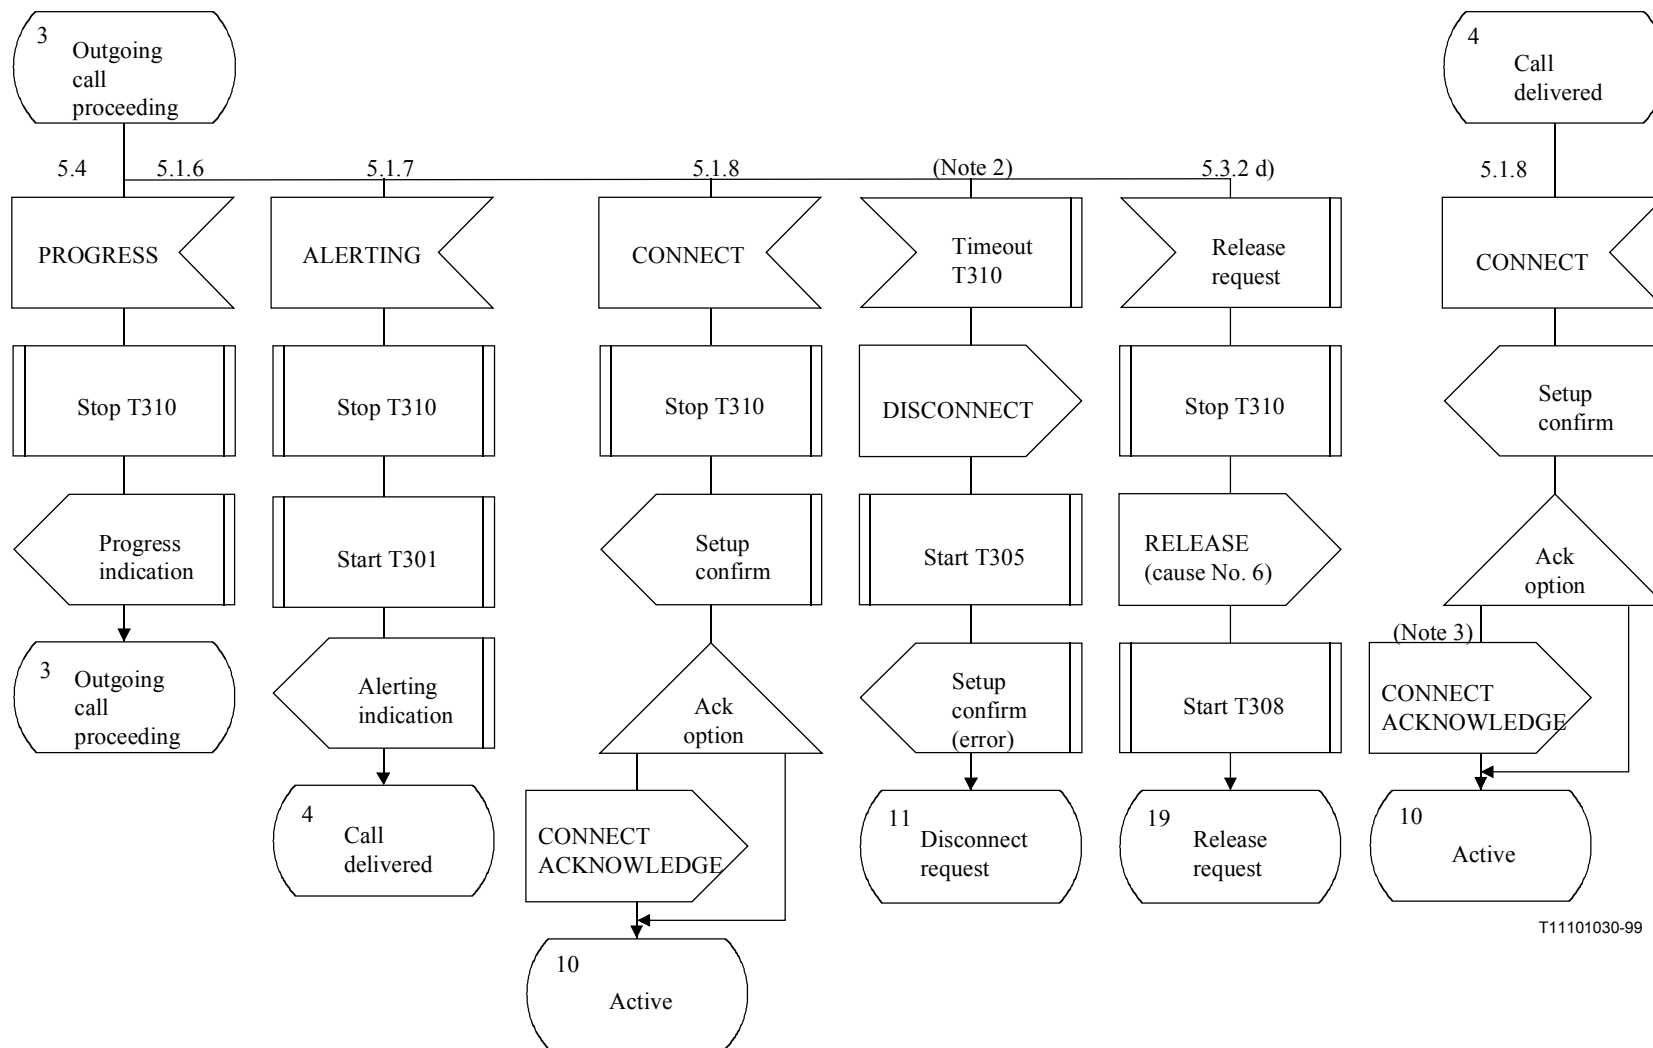 3
Outgoing
call
proceeding
4
Call
delivered
5.4
5.1.6
5.1.7
5.1.8
(Note 2)
5.3.2 d)
5.1.8
PROGRESS
ALERTING
CONNECT
Timeout
T310
Release
request
CONNECT
Stop T310
Stop T310
Stop T310
DISCONNECT
Stop T310
Setup
confirm
Progress
indication
Start T301
Setup
confirm
Start T305
RELEASE
(cause No. 6)
Ack
option
(Note 3)
3
Outgoing
call
proceeding
Alerting
indication
Ack
option
Setup
confirm
(error)
Start T308
CONNECT
ACKNOWLEDGE
4
Call
delivered
CONNECT
ACKNOWLEDGE
11
Disconnect
request
19
Release
request
10
Active
T11101030-99
10
Active